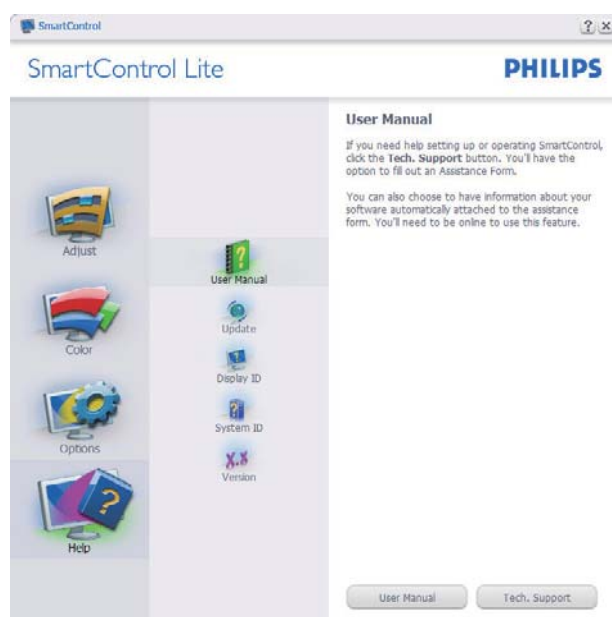 SmartControl
? X
SmartControl Lite
PHILIPS
Adjust
Color
Options
Help
User Manual
Update
Display ID
System ID
X.X
Version
User Manual
If you need help setting up or operating SmartControl,
click the Tech. Support button. You'll have the
option to fill out an Assistance Form.
You can also choose to have information about your
software automatically attached to the assistance
form. You'll need to be online to use this feature.
User Manual
Tech. Support